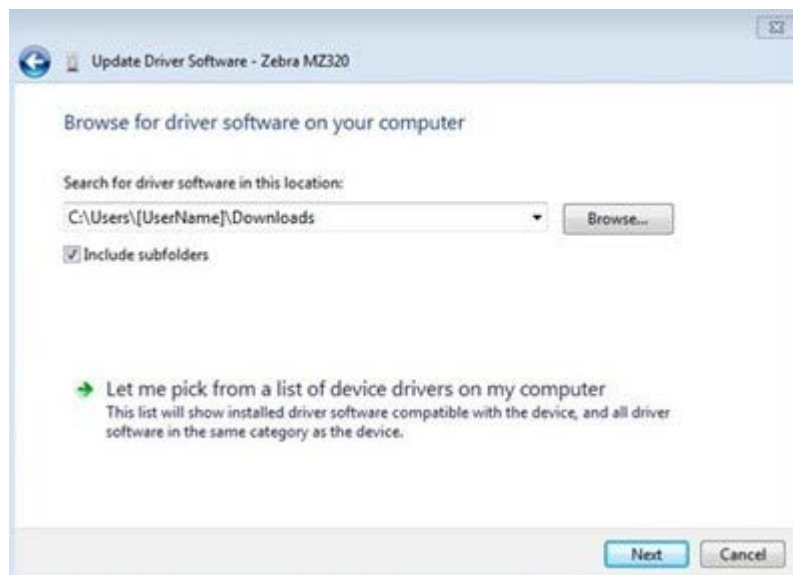 Update Driver Software - Zebra MZ320
Browse for driver software on your computer
Search for driver software in this location:
C:\Users\[UserName]\Downloads
Browse...
Include subfolders
Let me pick from a list of device drivers on my computer
This list will show installed driver software compatible with the device, and all driver
software in the same category as the device.
Next
Cancel